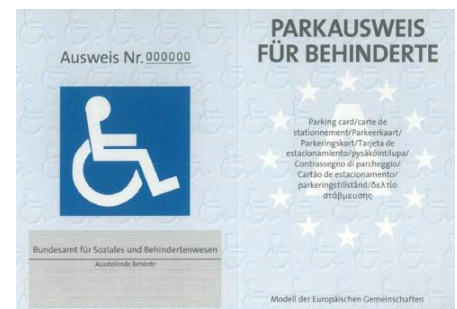 Ausweis Nr. 000000
Bundesamt für Soziales und Behindertenwesen
Ausstellende Behörde
PARKAUSWEIS
FÜR BEHINDERTE
Parking card/carte de
stationnement/Parkeerkaart/
Parkeringskort/Tarjeta de
estacionamiento/pysäköintilupa/
Contrassegno di parcheggio/
Cartão de estacionamento/
parkeringstillstånd/δελτίο
στάθμευσης
Modell der Europäischen Gemeinschaften